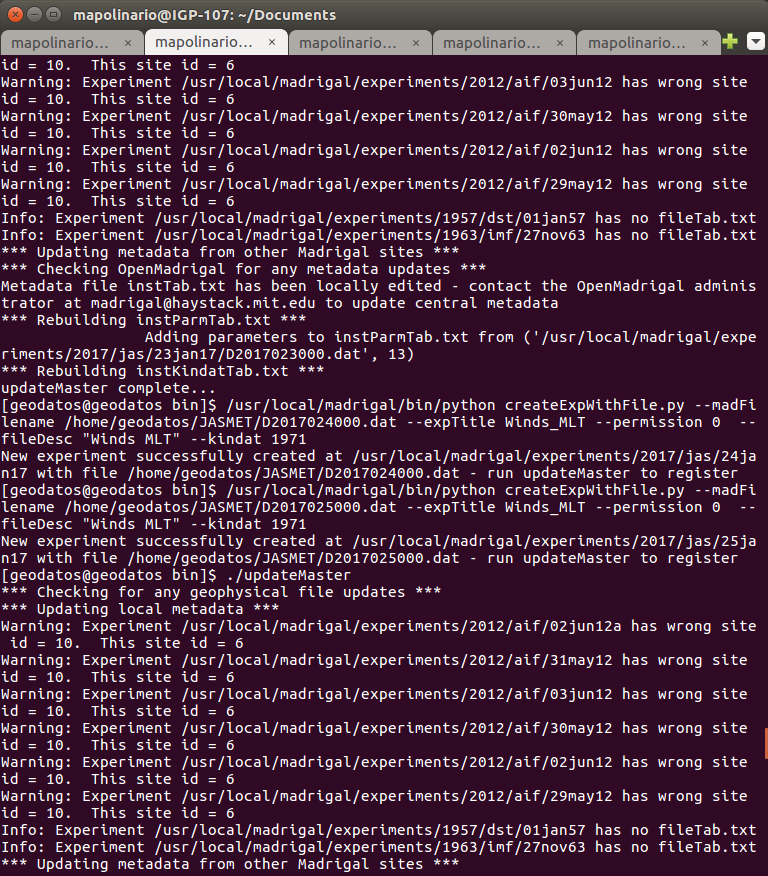 mapolinario@IGP-107: ~/Documents
mapolinario… × mapolinario… × mapolinario… × mapolinario… × mapolinario… ×
id = 10.  This site id = 6
Warning: Experiment /usr/local/madrigal/experiments/2012/aif/03jun12 has wrong site
id = 10.  This site id = 6
Warning: Experiment /usr/local/madrigal/experiments/2012/aif/30may12 has wrong site
id = 10.  This site id = 6
Warning: Experiment /usr/local/madrigal/experiments/2012/aif/02jun12 has wrong site
id = 10.  This site id = 6
Warning: Experiment /usr/local/madrigal/experiments/2012/aif/29may12 has wrong site
id = 10.  This site id = 6
Info: Experiment /usr/local/madrigal/experiments/1957/dst/01jan57 has no fileTab.txt
Info: Experiment /usr/local/madrigal/experiments/1963/imf/27nov63 has no fileTab.txt
*** Updating metadata from other Madrigal sites ***
*** Checking OpenMadrigal for any metadata updates ***
Metadata file instTab.txt has been locally edited - contact the OpenMadrigal adminis
trator at madrigal@haystack.mit.edu to update central metadata
*** Rebuilding instParmTab.txt ***
                Adding parameters to instParmTab.txt from ('/usr/local/madrigal/expe
riments/2017/jas/23jan17/D2017023000.dat', 13)
*** Rebuilding instKindatTab.txt ***
updateMaster complete...
[geodatos@geodatos bin]$ /usr/local/madrigal/bin/python createExpWithFile.py --madFi
lename /home/geodatos/JASMET/D2017024000.dat --expTitle Winds_MLT --permission 0  --
fileDesc "Winds MLT" --kindat 1971
New experiment successfully created at /usr/local/madrigal/experiments/2017/jas/24ja
n17 with file /home/geodatos/JASMET/D2017024000.dat - run updateMaster to register
[geodatos@geodatos bin]$ /usr/local/madrigal/bin/python createExpWithFile.py --madFi
lename /home/geodatos/JASMET/D2017025000.dat --expTitle Winds_MLT --permission 0  --
fileDesc "Winds MLT" --kindat 1971
New experiment successfully created at /usr/local/madrigal/experiments/2017/jas/25ja
n17 with file /home/geodatos/JASMET/D2017025000.dat - run updateMaster to register
[geodatos@geodatos bin]$ ./updateMaster
*** Checking for any geophysical file updates ***
*** Updating local metadata ***
Warning: Experiment /usr/local/madrigal/experiments/2012/aif/02jun12a has wrong site
 id = 10.  This site id = 6
Warning: Experiment /usr/local/madrigal/experiments/2012/aif/31may12 has wrong site
id = 10.  This site id = 6
Warning: Experiment /usr/local/madrigal/experiments/2012/aif/03jun12 has wrong site
id = 10.  This site id = 6
Warning: Experiment /usr/local/madrigal/experiments/2012/aif/30may12 has wrong site
id = 10.  This site id = 6
Warning: Experiment /usr/local/madrigal/experiments/2012/aif/02jun12 has wrong site
id = 10.  This site id = 6
Warning: Experiment /usr/local/madrigal/experiments/2012/aif/29may12 has wrong site
id = 10.  This site id = 6
Info: Experiment /usr/local/madrigal/experiments/1957/dst/01jan57 has no fileTab.txt
Info: Experiment /usr/local/madrigal/experiments/1963/imf/27nov63 has no fileTab.txt
*** Updating metadata from other Madrigal sites ***